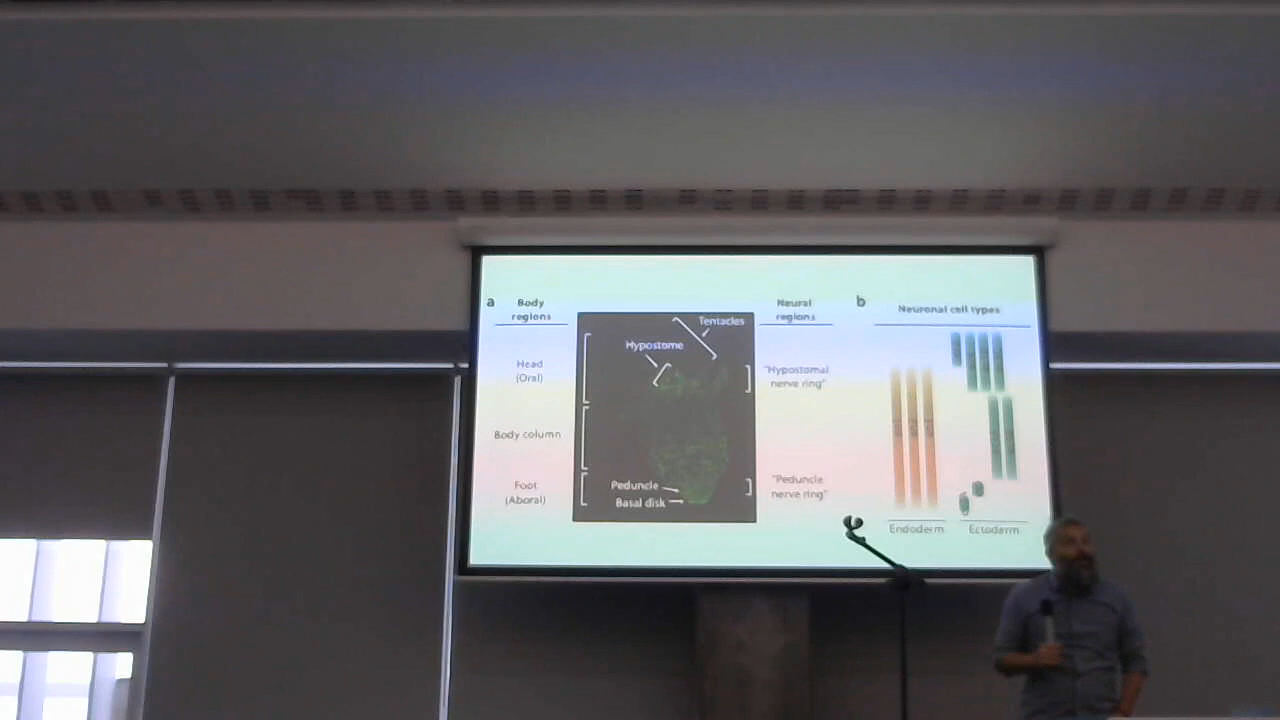 a
Body
regions
Neural
regions
b
Neuronal cell types
Tentacles
Hypostome
Head
(Oral)
"Hypostomal
nerve ring"
Body column
Foot
(Aboral)
Peduncle
Basal disk
"Peduncle
nerve ring"
Endoderm
Ectoderm